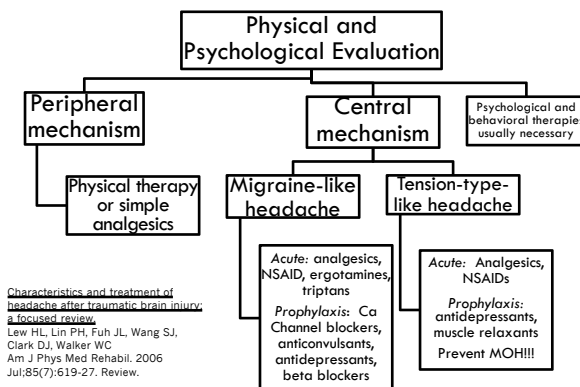 Physical and
Psychological Evaluation
Peripheral
mechanism
Central
mechanism
Psychological and
behavioral therapies
usually necessary
Physical therapy
or simple
analgesics
Migraine-like
headache
Tension-type-
like headache
Acute: analgesics,
NSAID, ergotamines,
triptans
Prophylaxis: Ca
Channel blockers,
anticonvulsants,
antidepressants,
beta blockers
Acute: Analgesics,
NSAIDs
Prophylaxis:
antidepressants,
muscle relaxants
Prevent MOH!!!
Characteristics and treatment of
headache after traumatic brain injury:
a focused review.
Lew HL, Lin PH, Fuh JL, Wang SJ,
Clark DJ, Walker WC
Am J Phys Med Rehabil. 2006
Jul;85(7):619-27. Review.